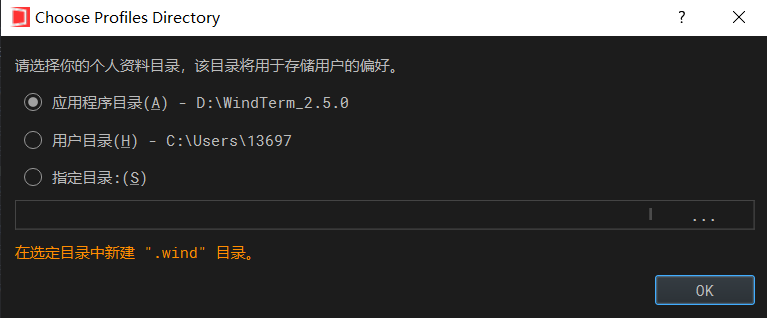 Choose Profiles Directory
请选择你的个人资料目录，该目录将用于存储用户的偏好。
应用程序目录(A) - D:\WindTerm_2.5.0
用户目录(H) - C:\Users\13697
指定目录:(S)
...
在选定目录中新建 ".wind" 目录。
OK